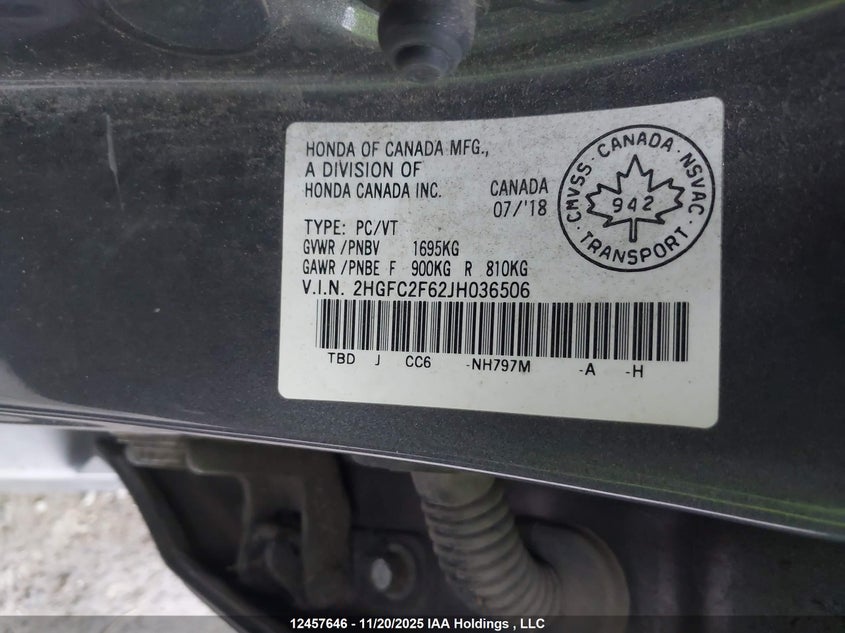 HONDA OF CANADA MFG.,
A DIVISION OF
HONDA CANADA INC.
CANADA
07/'18
TYPE: PC/VT
GVWR /PNBV 1695KG
GAWR /PNBE F 900KG R 810KG
V.I.N. 2HGFC2F62JH036506
TBD J CC6 -NH797M -A -H
CMVSS · CANADA · NSVAC
942
· TRANSPORT ·
12457646 - 11/20/2025 IAA Holdings , LLC